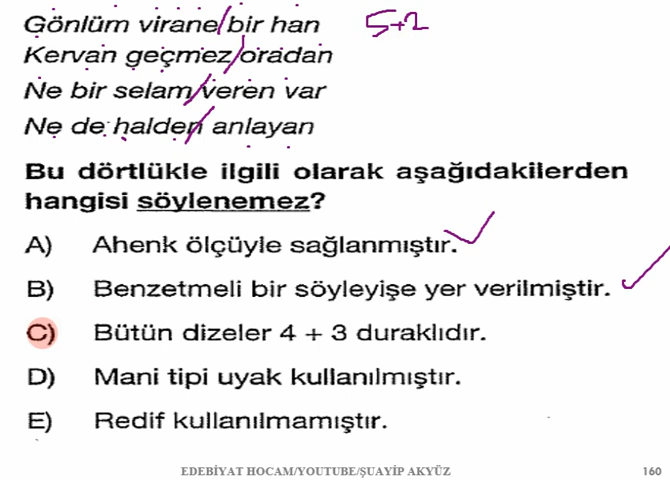 Gönlüm virane/bir han 5+2
Kervan geçmez/oradan
Ne bir selam/veren var
Ne de halden/anlayan
Bu dörtlükle ilgili olarak aşağıdakilerden
hangisi söylenemez?
A) Ahenk ölçüyle sağlanmıştır.
B) Benzetmeli bir söyleyişe yer verilmiştir.
C) Bütün dizeler 4 + 3 duraklıdır.
D) Mani tipi uyak kullanılmıştır.
E) Redif kullanılmamıştır.
EDEBİYAT HOCAM/YOUTUBE/ŞUAYİP AKYÜZ 160